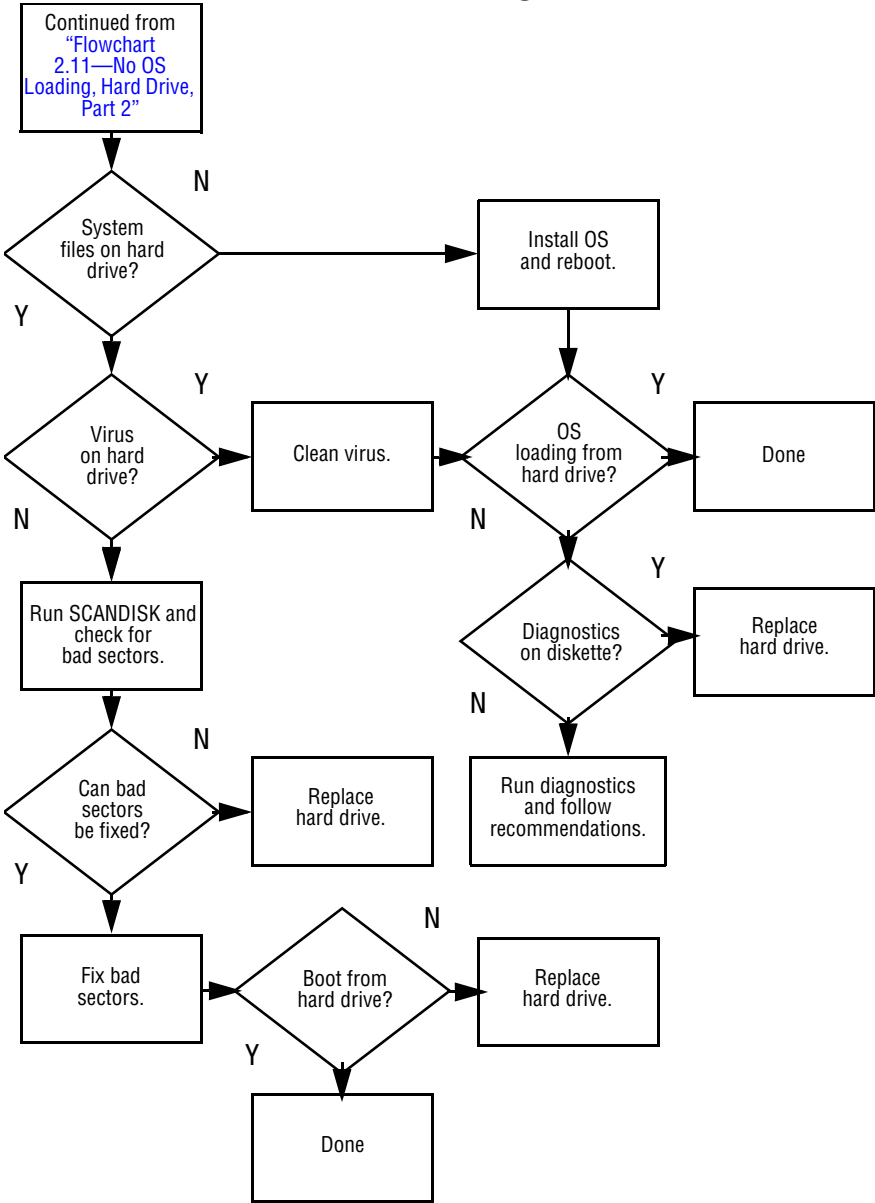 Continued from
“Flowchart
2.11—No OS
Loading, Hard Drive,
Part 2”
N
System
files on hard
drive?
Install OS
and reboot.
Y
Y
Y
Virus
on hard
drive?
Clean virus.
OS
loading from
hard drive?
Done
N
N
Y
Run SCANDISK and
check for
bad sectors.
Diagnostics
on diskette?
Replace
hard drive.
N
N
Can bad
sectors
be fixed?
Replace
hard drive.
Run diagnostics
and follow
recommendations.
Y
N
Fix bad
sectors.
Boot from
hard drive?
Replace
hard drive.
Y
Done